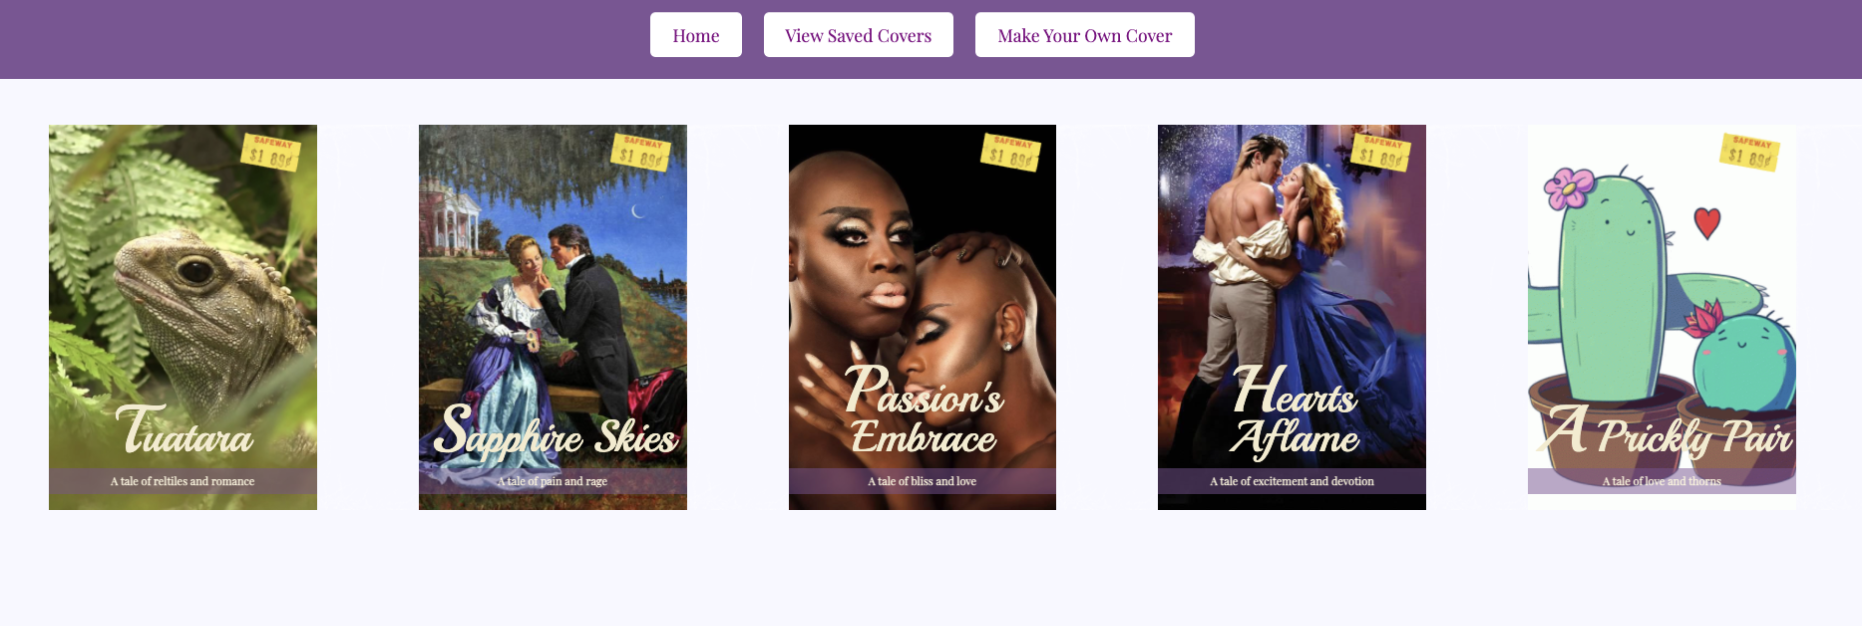 Home
View Saved Covers
Make Your Own Cover
SAFEWAY
$1 89¢
Tuatara
A tale of reltiles and romance
SAFEWAY
$1 89¢
Sapphire Skies
A tale of pain and rage
SAFEWAY
$1 89¢
Passion's
Embrace
A tale of bliss and love
SAFEWAY
$1 89¢
Hearts
Aflame
A tale of excitement and devotion
SAFEWAY
$1 89¢
A Prickly Pair
A tale of love and thorns